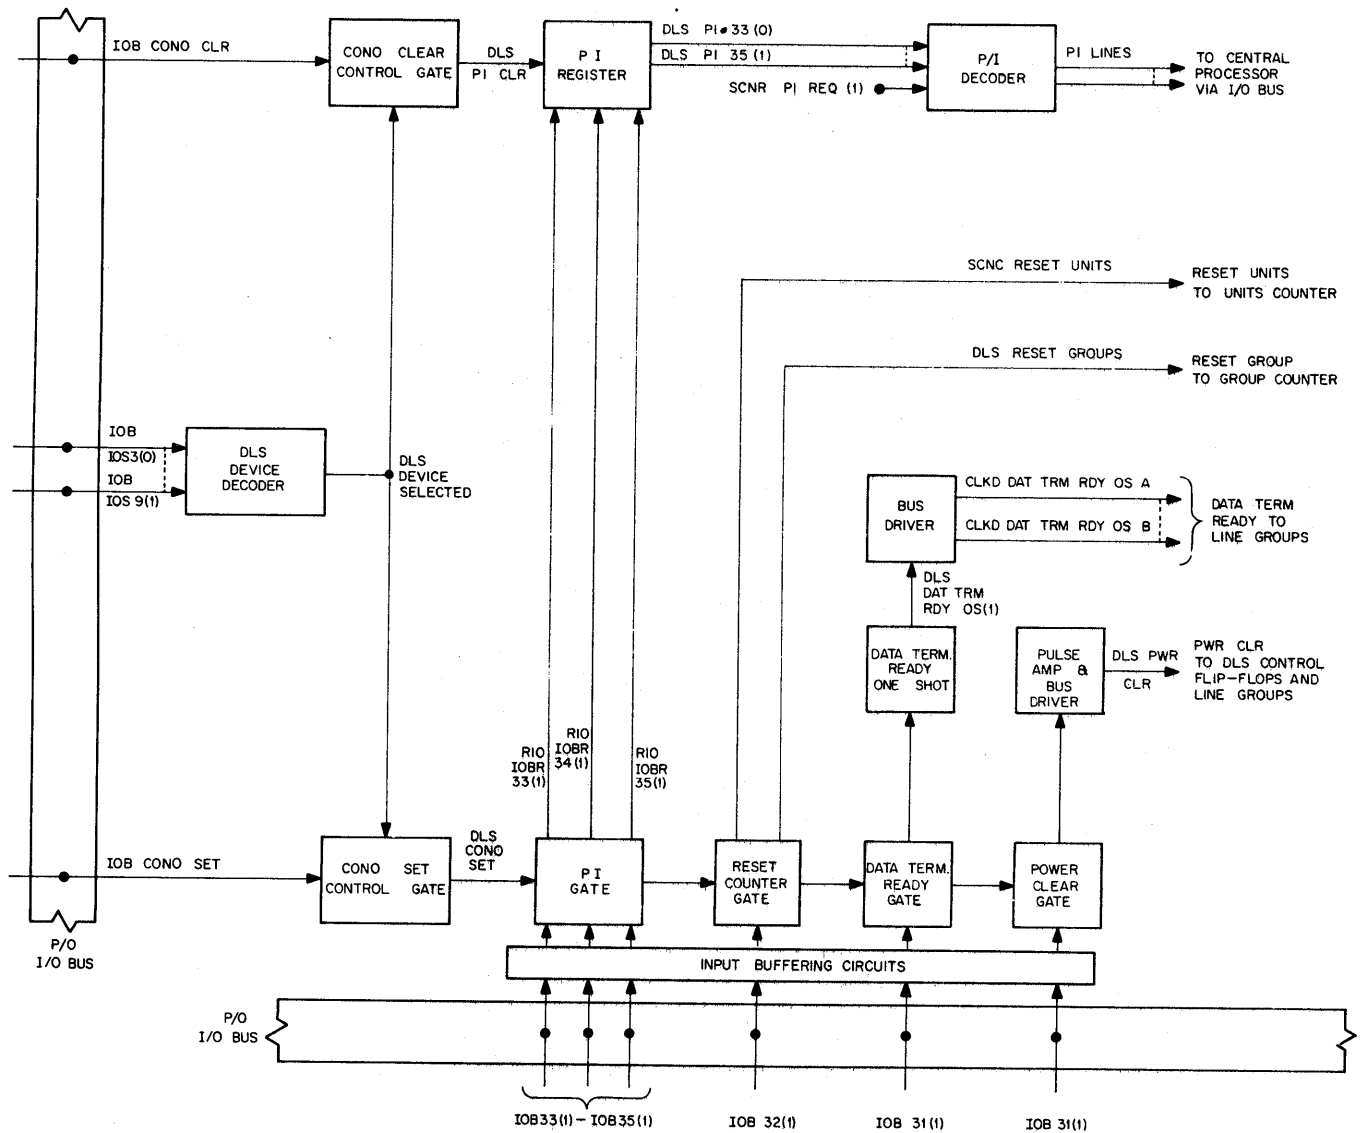 IOB CONO CLR
CONO CLEAR
CONTROL GATE
DLS
PI CLR
PI
REGISTER
DLS PI 33(0)
DLS PI 35(1)
SCNR PI REQ (1)
P/I
DECODER
PI LINES
TO CENTRAL
PROCESSOR
VIA I/O BUS
SCNC RESET UNITS
RESET UNITS
TO UNITS COUNTER
DLS RESET GROUPS
RESET GROUP
TO GROUP COUNTER
IOB
IOS3(0)
IOB
IOS 9(1)
DLS
DEVICE
DECODER
DLS
DEVICE
SELECTED
BUS
DRIVER
CLKD DAT TRM RDY OS A
CLKD DAT TRM RDY OS B
DATA TERM
READY TO
LINE GROUPS
DLS
DAT TRM
RDY OS(1)
DATA TERM.
READY
ONE SHOT
PULSE
AMP &
BUS
DRIVER
DLS PWR
CLR
PWR CLR
TO DLS CONTROL
FLIP-FLOPS AND
LINE GROUPS
RIO
IOBR
33(1)
RIO
IOBR
34(1)
RIO
IOBR
35(1)
IOB CONO SET
CONO SET
CONTROL GATE
DLS
CONO
SET
PI
GATE
RESET
COUNTER
GATE
DATA TERM.
READY
GATE
POWER
CLEAR
GATE
P/O
I/O BUS
INPUT BUFFERING CIRCUITS
P/O
I/O BUS
IOB33(1)-IOB35(1)
IOB 32(1)
IOB 31(1)
IOB 31(1)